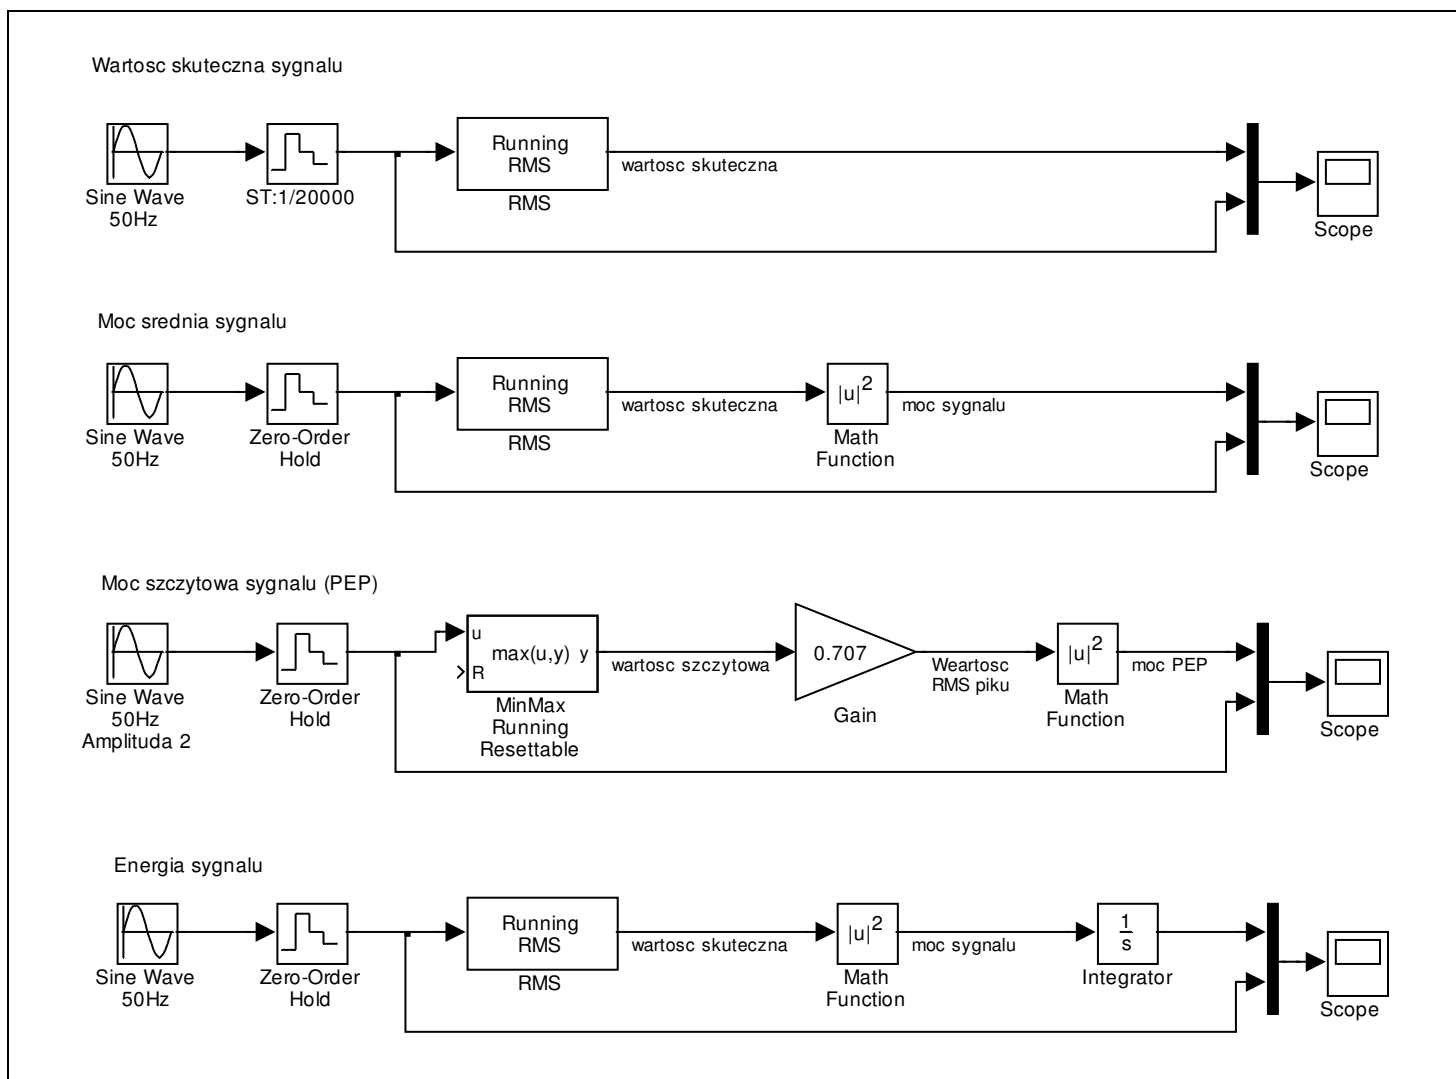 Wartosc skuteczna sygnalu
Running
RMS
wartosc skuteczna
Sine Wave
50Hz
ST:1/20000
RMS
Scope
Moc srednia sygnalu
Running
RMS
|u|2
wartosc skuteczna
moc sygnalu
Sine Wave
50Hz
Zero-Order
Hold
RMS
Math
Function
Scope
Moc szczytowa sygnalu (PEP)
u
R
max(u,y)
y
0.707
|u|2
wartosc szczytowa
Weartosc
RMS piku
moc PEP
Sine Wave
50Hz
Amplituda 2
Zero-Order
Hold
MinMax
Running
Resettable
Gain
Math
Function
Scope
Energia sygnalu
Running
RMS
|u|2
1
s
wartosc skuteczna
moc sygnalu
Sine Wave
50Hz
Zero-Order
Hold
RMS
Math
Function
Integrator
Scope